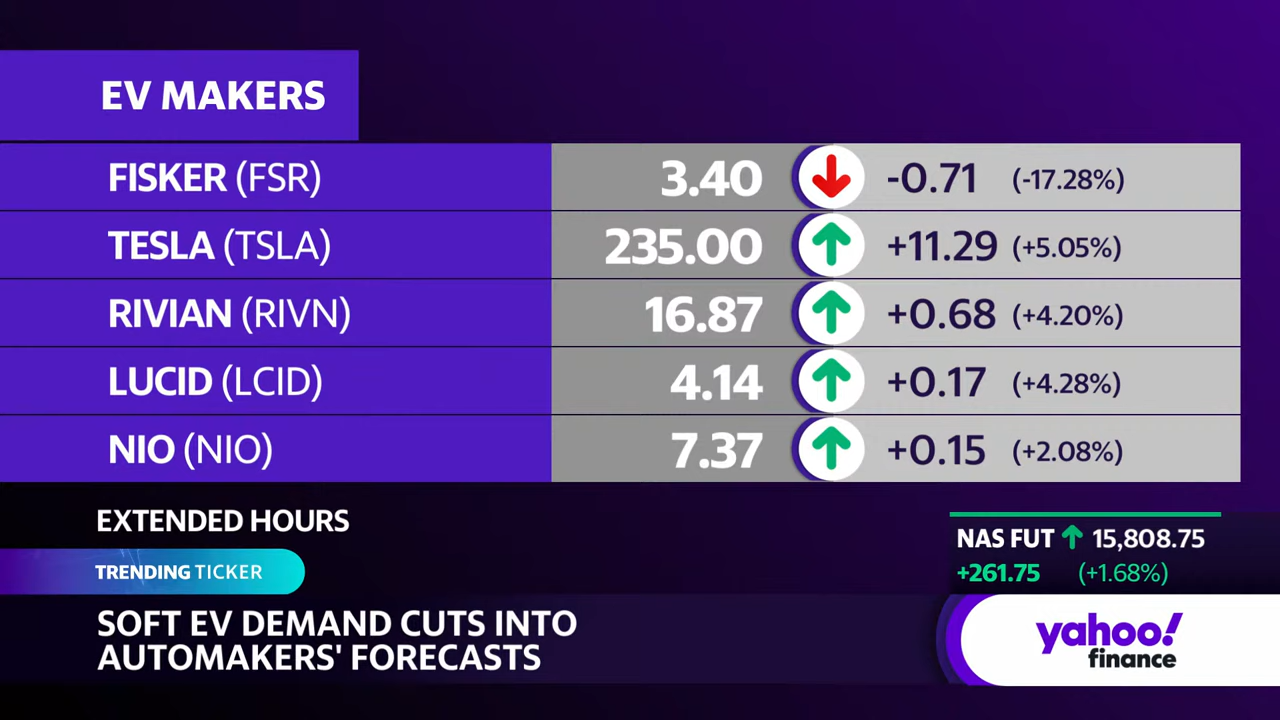 EV MAKERS
FISKER (FSR) 3.40 -0.71 (-17.28%)
TESLA (TSLA) 235.00 +11.29 (+5.05%)
RIVIAN (RIVN) 16.87 +0.68 (+4.20%)
LUCID (LCID) 4.14 +0.17 (+4.28%)
NIO (NIO) 7.37 +0.15 (+2.08%)
EXTENDED HOURS
TRENDING TICKER
SOFT EV DEMAND CUTS INTO
AUTOMAKERS' FORECASTS
NAS FUT 15,808.75
+261.75 (+1.68%)
yahoo!
finance